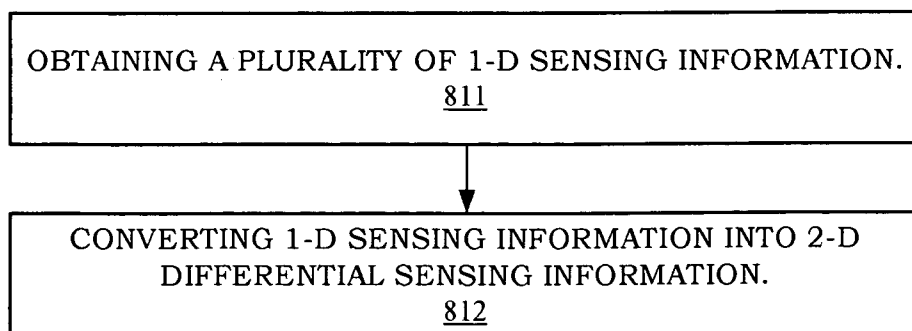 OBTAINING A PLURALITY OF 1-D SENSING INFORMATION.
811
CONVERTING 1-D SENSING INFORMATION INTO 2-D
DIFFERENTIAL SENSING INFORMATION.
812